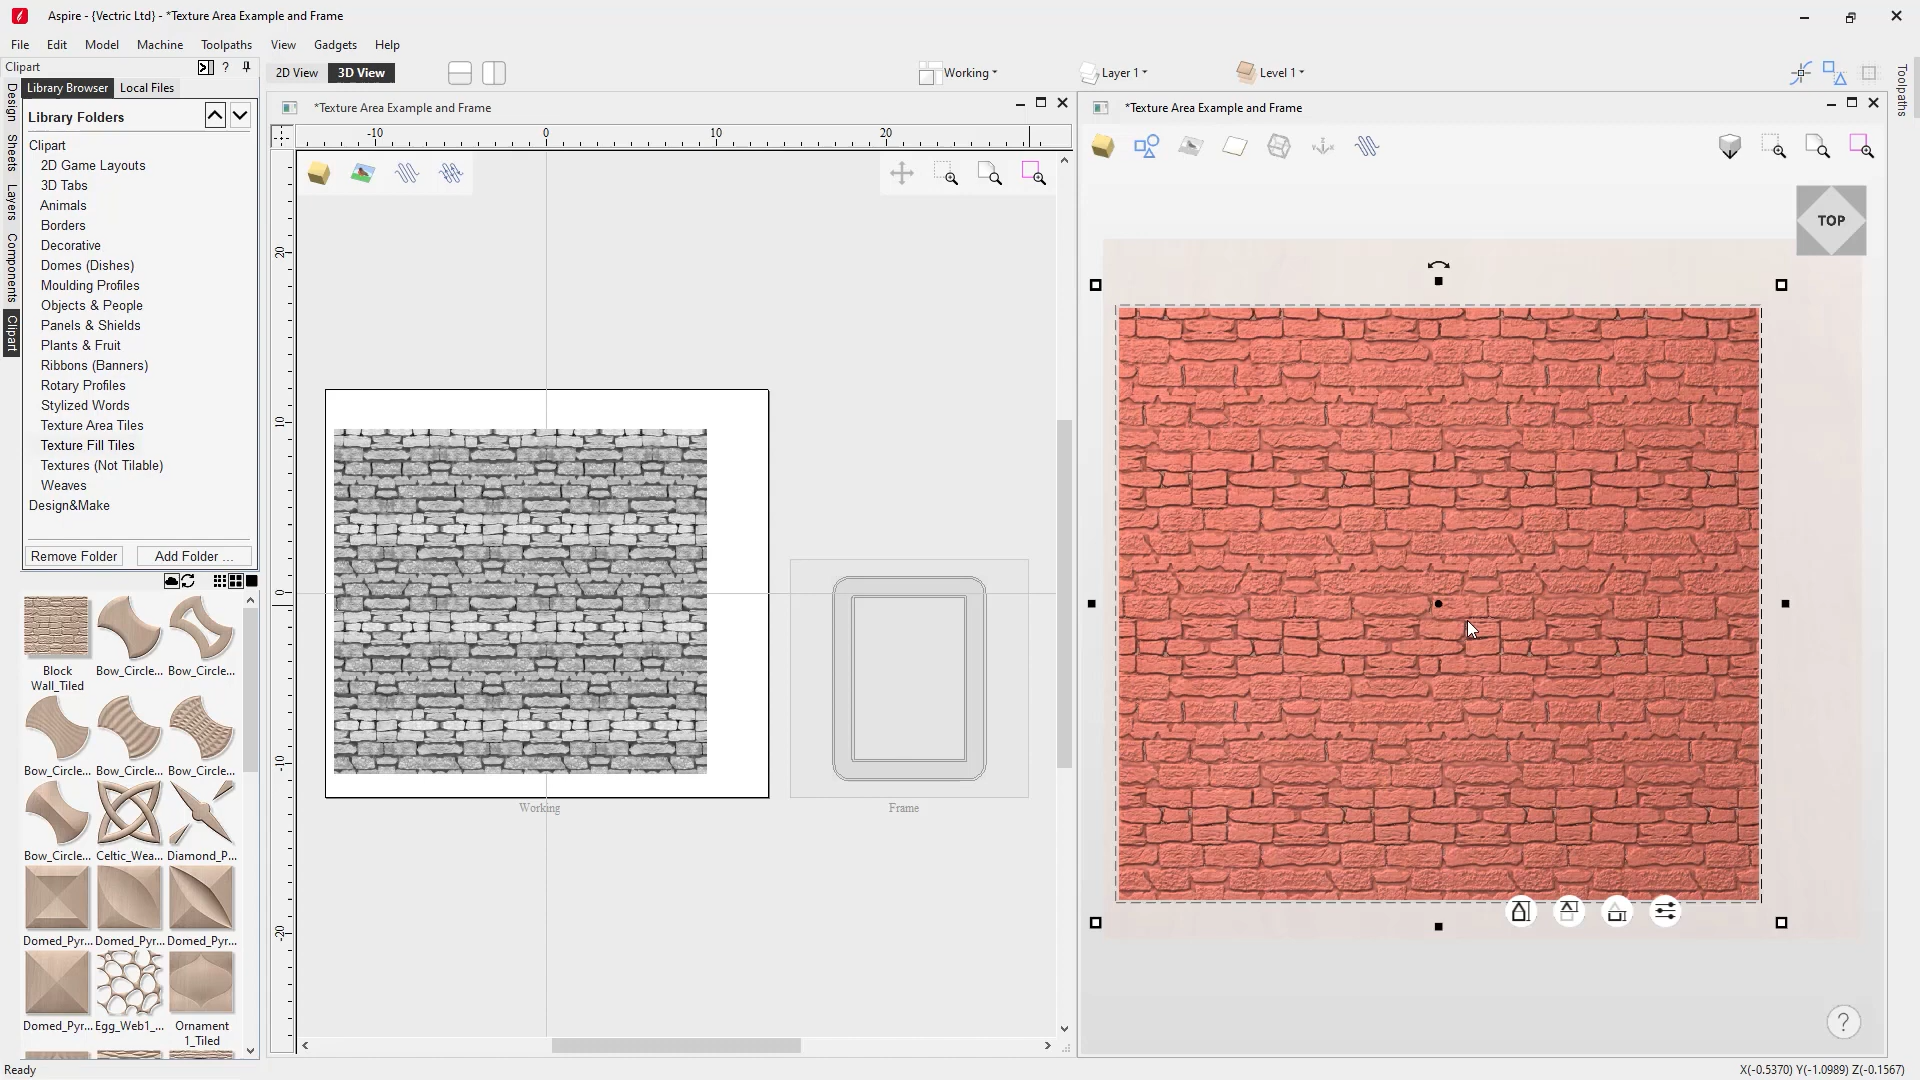 Aspire - {Vectric Ltd} - *Texture Area Example and Frame
File Edit Model Machine Toolpaths View Gadgets Help
Clipart
?
2D View 3D View
Working
Layer 1
Level 1
Toolpaths
Design
Sheets
Layers
Components
Clipart
Library Browser Local Files
Library Folders
Clipart
2D Game Layouts
3D Tabs
Animals
Borders
Decorative
Domes (Dishes)
Moulding Profiles
Objects & People
Panels & Shields
Plants & Fruit
Ribbons (Banners)
Rotary Profiles
Stylized Words
Texture Area Tiles
Texture Fill Tiles
Textures (Not Tilable)
Weaves
Design&Make
Remove Folder Add Folder ...
Block
Wall_Tiled
Bow_Circle...
Bow_Circle...
Bow_Circle...
Bow_Circle...
Bow_Circle...
Bow_Circle...
Celtic_Wea...
Diamond_P...
Domed_Pyr...
Domed_Pyr...
Domed_Pyr...
Domed_Pyr...
Egg_Web1_...
Ornament
1_Tiled
*Texture Area Example and Frame
-10 0 10 20
20
10
0
-10
-20
Working
Frame
*Texture Area Example and Frame
TOP
?
Ready
X(-0.5370) Y(-1.0989) Z(-0.1567)